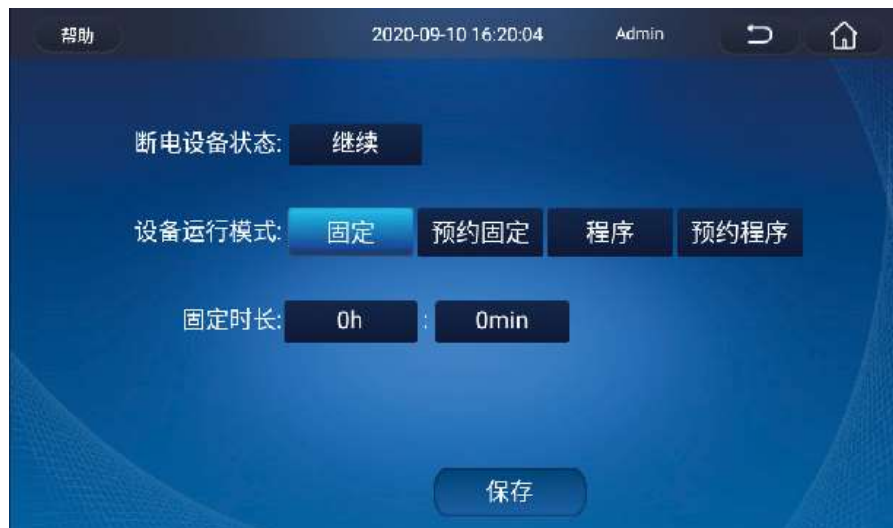 帮助 2020-09-10 16:20:04 Admin
断电设备状态: 继续
设备运行模式: 固定 预约固定 程序 预约程序
固定时长: 0h : 0min
保存